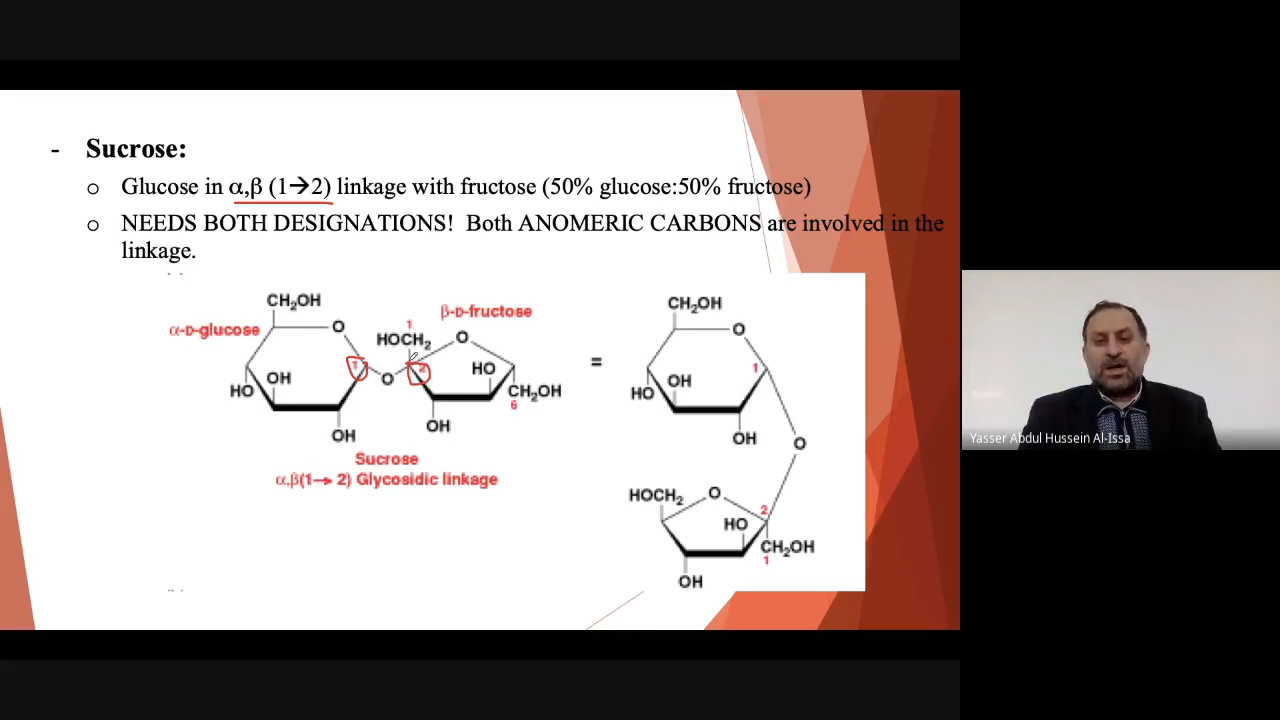 - Sucrose:
o Glucose in α,β (1→2) linkage with fructose (50% glucose:50% fructose)
o NEEDS BOTH DESIGNATIONS! Both ANOMERIC CARBONS are involved in the
linkage.
CH₂OH
β-D-fructose
α-D-glucose
O
1
HOCH₂
O
1
2
O
HO
OH
HO
CH₂OH
6
OH
OH
Sucrose
α,β(1→ 2) Glycosidic linkage
=
CH₂OH
O
1
OH
HO
OH
O
HOCH₂
O
2
HO
CH₂OH
1
OH
Yasser Abdul Hussein Al-Issa